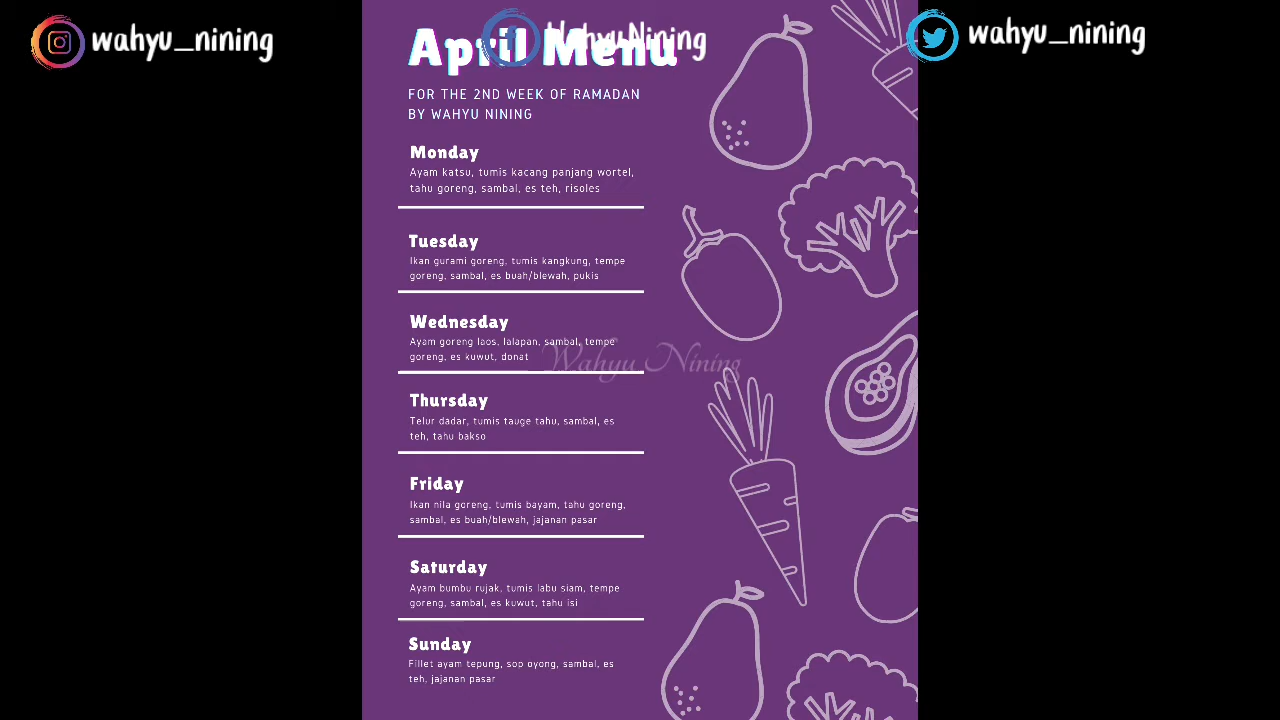 wahyu_nining
Wahyu Nining
wahyu_nining
April Menu
FOR THE 2ND WEEK OF RAMADAN
BY WAHYU NINING
Monday
Ayam katsu, tumis kacang panjang wortel,
tahu goreng, sambal, es teh, risoles
Tuesday
Ikan gurami goreng, tumis kangkung, tempe
goreng, sambal, es buah/blewah, pukis
Wednesday
Ayam goreng laos, lalapan, sambal, tempe
goreng, es kuwut, donat
Wahyu Nining
Thursday
Telur dadar, tumis tauge tahu, sambal, es
teh, tahu bakso
Friday
Ikan nila goreng, tumis bayam, tahu goreng,
sambal, es buah/blewah, jajanan pasar
Saturday
Ayam bumbu rujak, tumis labu siam, tempe
goreng, sambal, es kuwut, tahu isi
Sunday
Fillet ayam tepung, sop oyong, sambal, es
teh, jajanan pasar